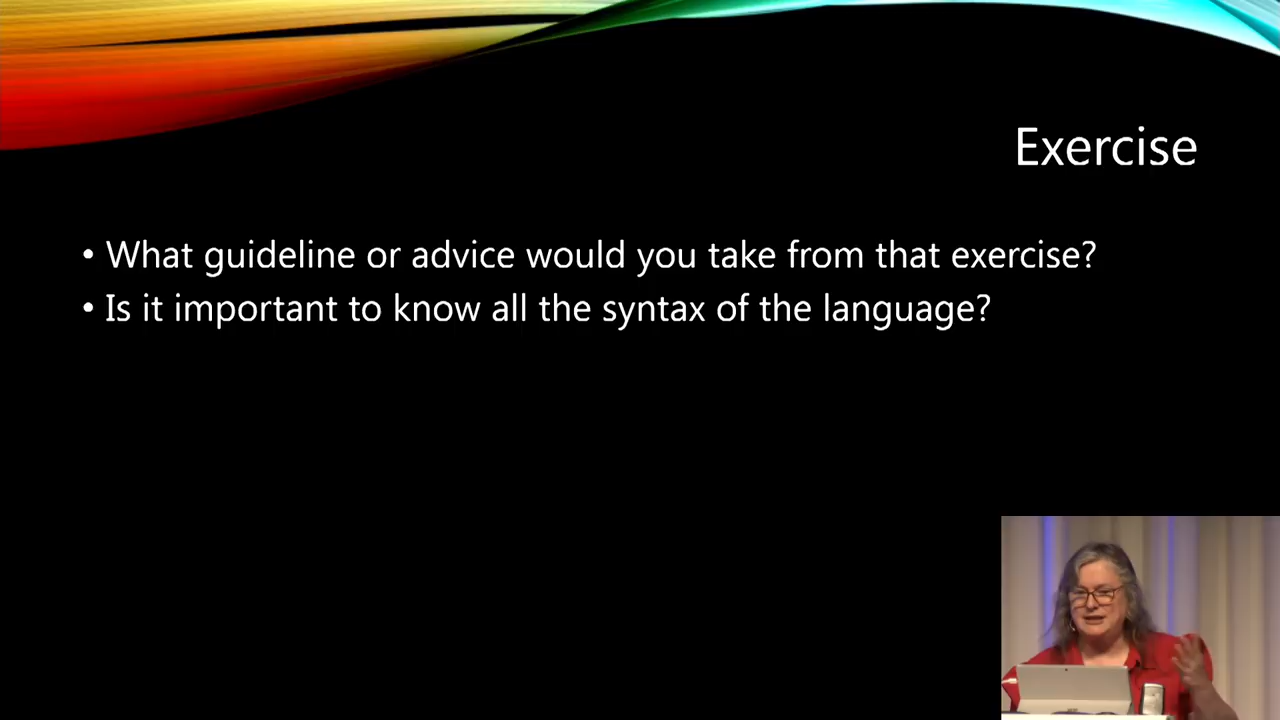 Exercise
• What guideline or advice would you take from that exercise?
• Is it important to know all the syntax of the language?